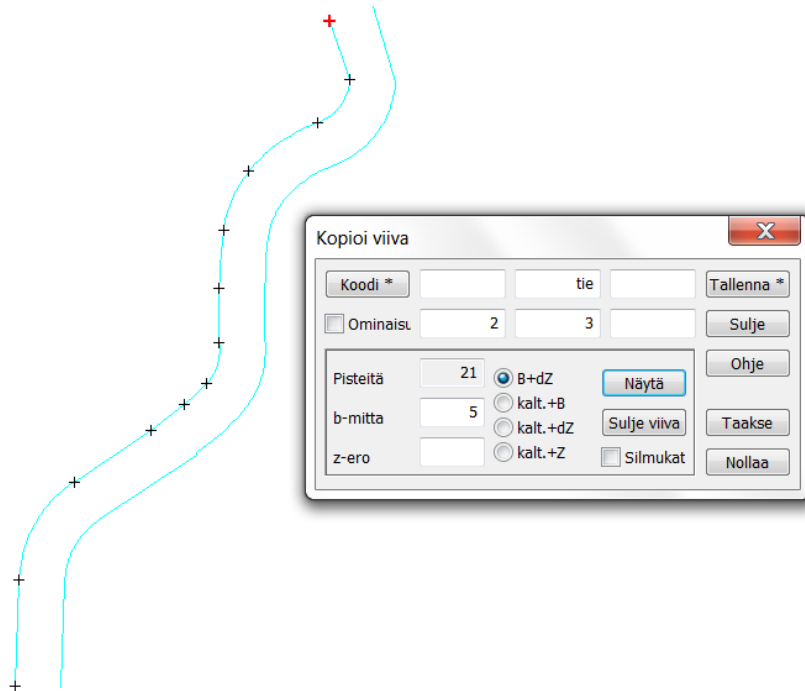 Kopioi viiva
Koodi * tie Tallenna *
Ominaisu 2 3 Sulje
Ohje
Pisteitä 21 B+dZ Näytä
b-mitta 5 kalt.+B
kalt.+dZ Sulje viiva Taakse
z-ero kalt.+Z Silmukat Nollaa